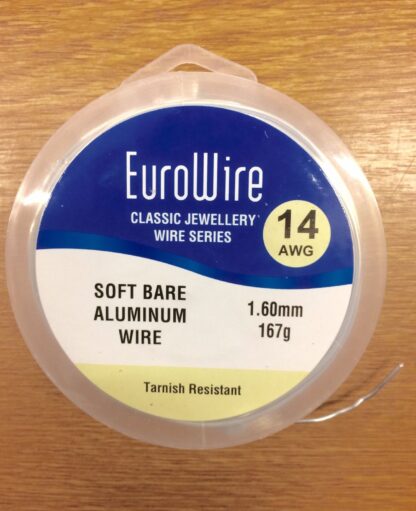 EuroWire
CLASSIC JEWELLERY
WIRE SERIES
14
AWG
SOFT BARE
ALUMINUM
WIRE
1.60mm
167g
Tarnish Resistant